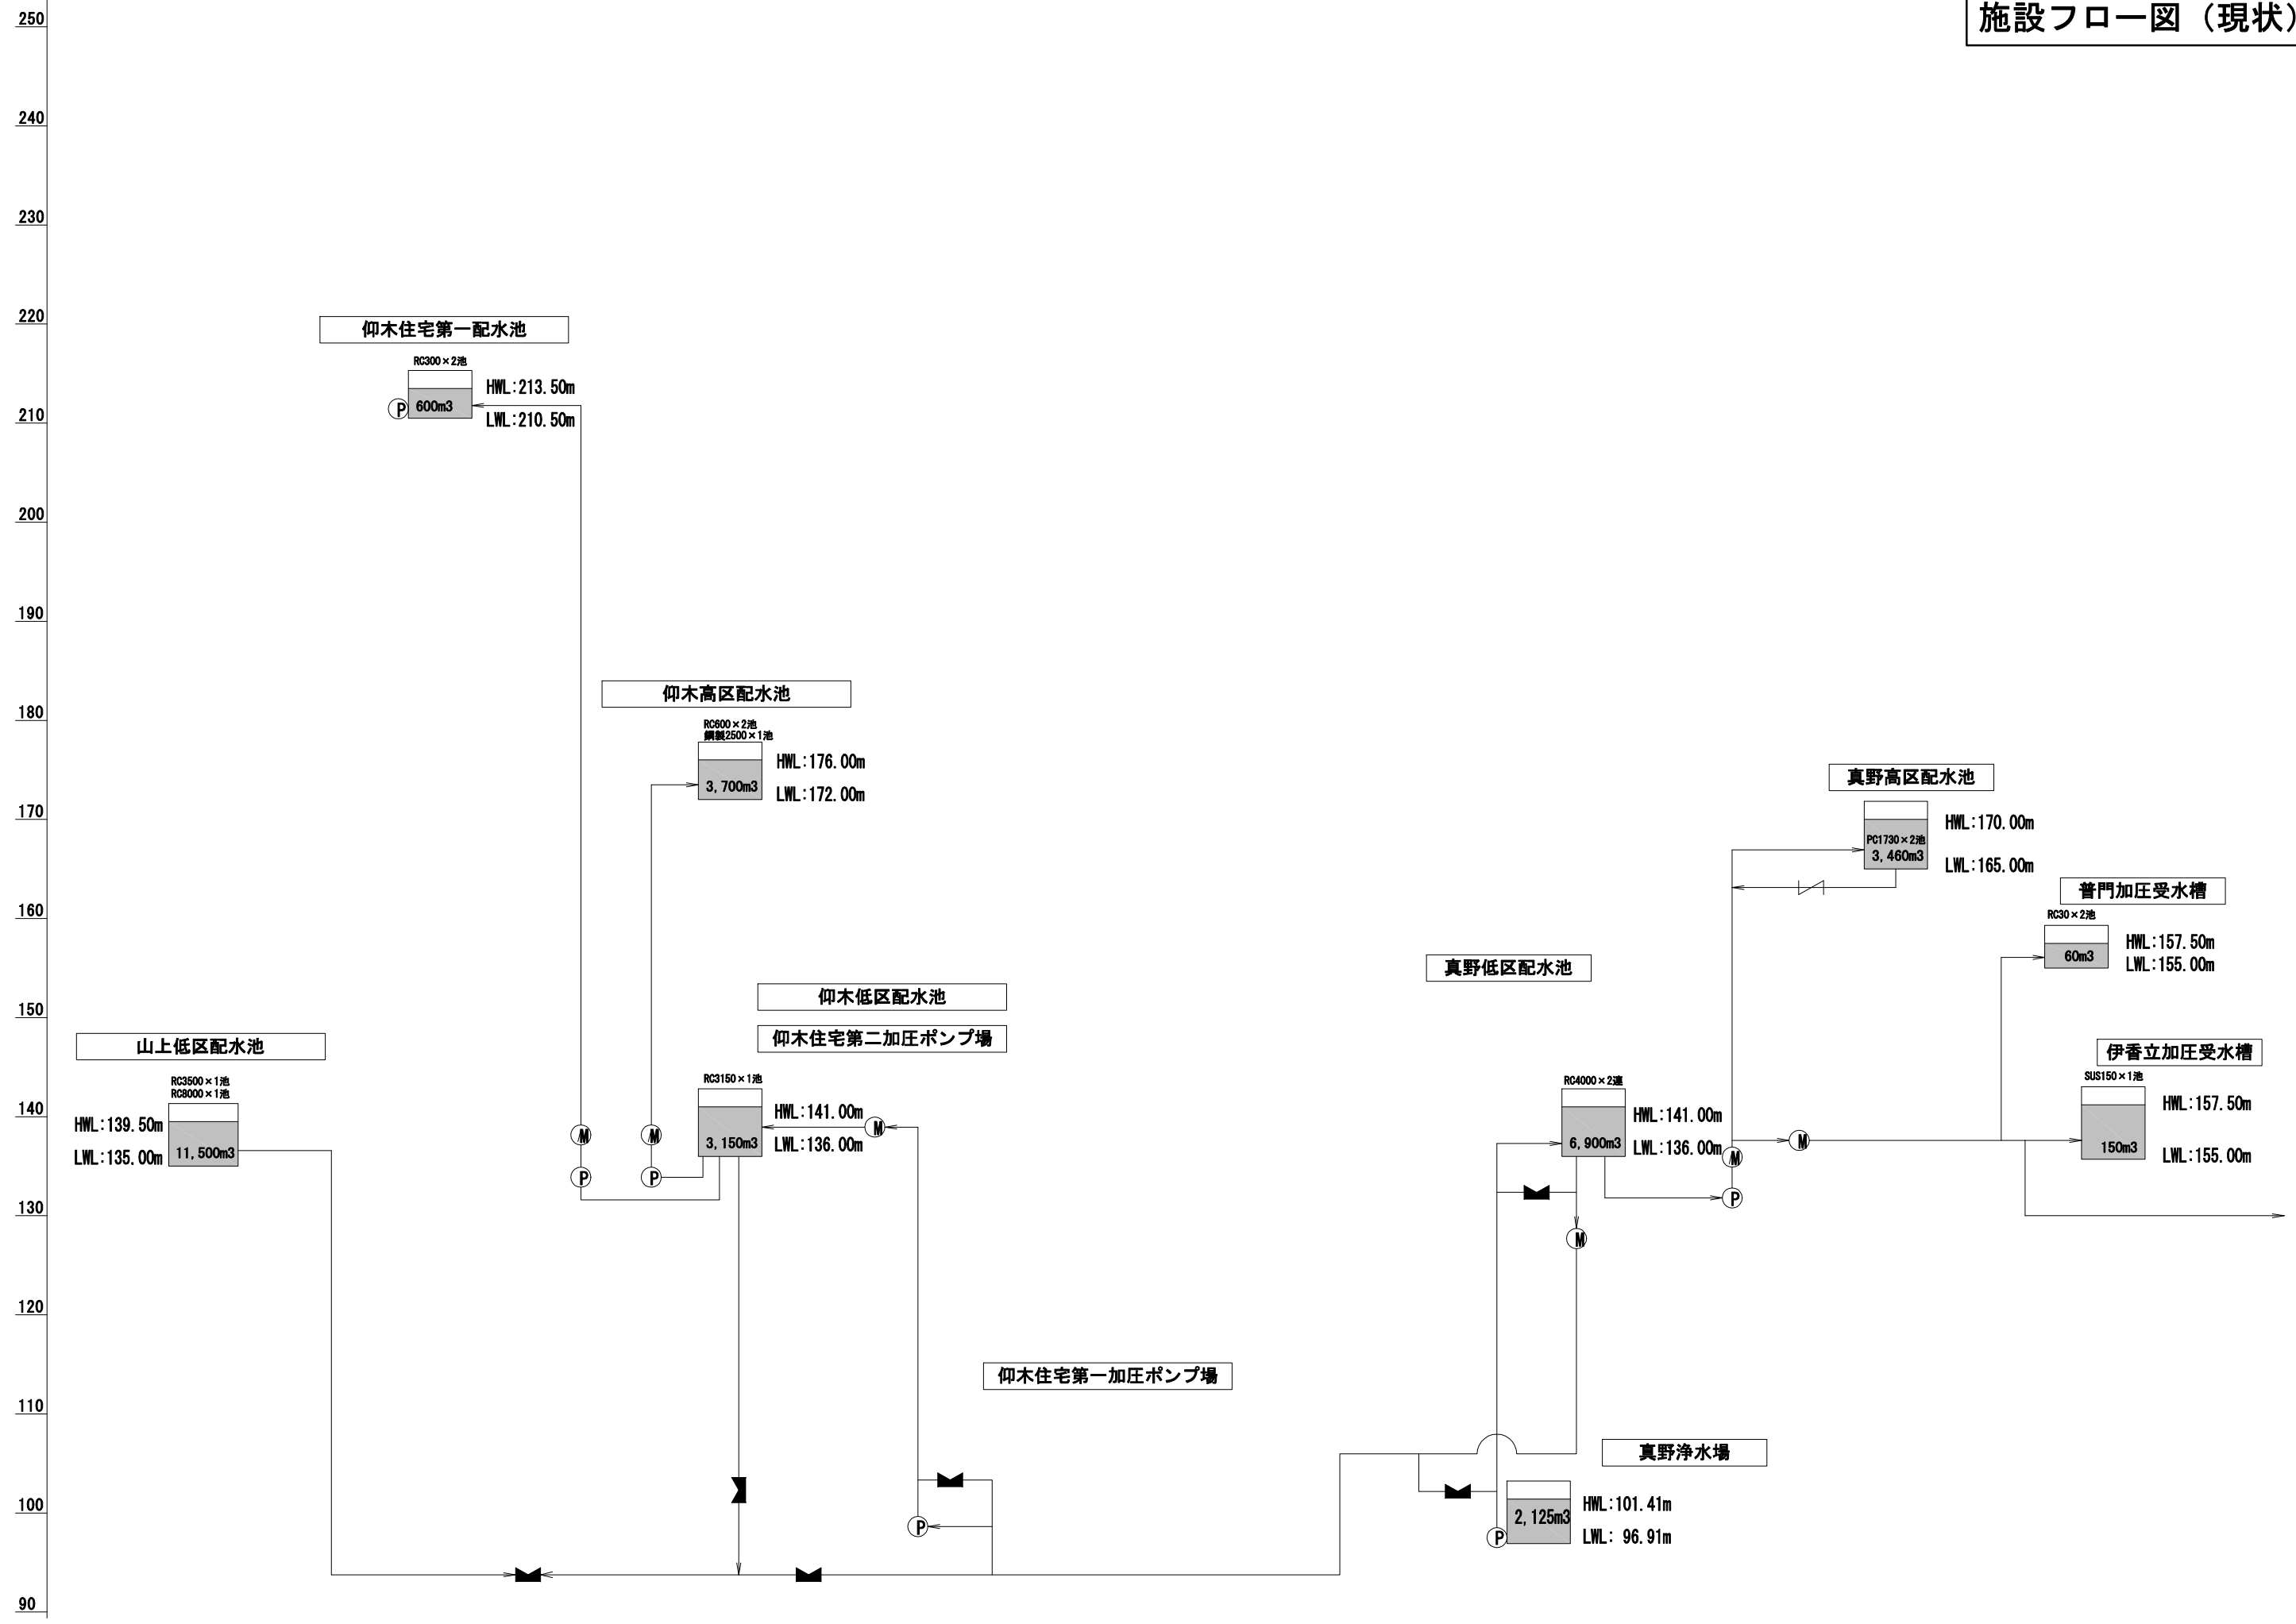 施設フロー図（現状）
250
240
230
220
210
200
190
180
170
160
150
140
130
120
110
100
90
仰木住宅第一配水池
RC300×2池
600m3
P
HWL:213.50m
LWL:210.50m
仰木高区配水池
RC600×2池
鋼製2500×1池
3,700m3
HWL:176.00m
LWL:172.00m
真野高区配水池
PC1730×2池
3,460m3
HWL:170.00m
LWL:165.00m
普門加圧受水槽
RC30×2池
60m3
HWL:157.50m
LWL:155.00m
山上低区配水池
RC3500×1池
RC8000×1池
11,500m3
HWL:139.50m
LWL:135.00m
M
P
M
P
仰木低区配水池
仰木住宅第二加圧ポンプ場
RC3150×1池
3,150m3
HWL:141.00m
LWL:136.00m
M
P
仰木住宅第一加圧ポンプ場
真野低区配水池
RC4000×2連
6,900m3
HWL:141.00m
LWL:136.00m
M
M
P
M
伊香立加圧受水槽
SUS150×1池
150m3
HWL:157.50m
LWL:155.00m
真野浄水場
2,125m3
P
HWL:101.41m
LWL: 96.91m